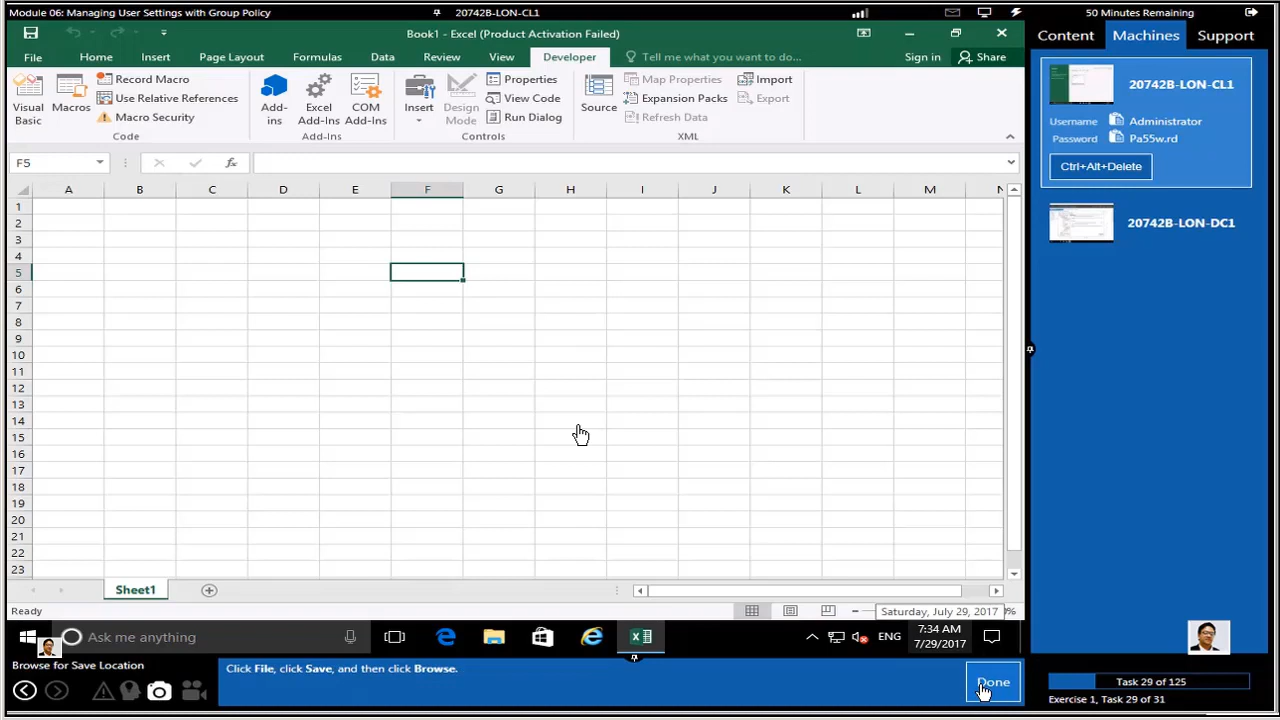 Module 06: Managing User Settings with Group Policy
20742B-LON-CL1
50 Minutes Remaining
Book1 - Excel (Product Activation Failed)
Content
Machines
Support
File
Home
Insert
Page Layout
Formulas
Data
Review
View
Developer
Tell me what you want to do...
Sign in
Share
Visual Basic
Macros
Record Macro
Use Relative References
Macro Security
Code
Add-ins
Excel Add-Ins
COM Add-Ins
Add-Ins
Insert
Design Mode
Properties
View Code
Run Dialog
Controls
Source
Map Properties
Expansion Packs
Refresh Data
Import
Export
XML
20742B-LON-CL1
Username Administrator
Password Pa55w.rd
Ctrl+Alt+Delete
20742B-LON-DC1
F5
fx
A B C D E F G H I J K L M N
1
2
3
4
5
6
7
8
9
10
11
12
13
14
15
16
17
18
19
20
21
22
23
Sheet1
Ready
Saturday, July 29, 2017
%
Ask me anything
ENG
7:34 AM
7/29/2017
Browse for Save Location
Click File, click Save, and then click Browse.
Done
Task 29 of 125
Exercise 1, Task 29 of 31